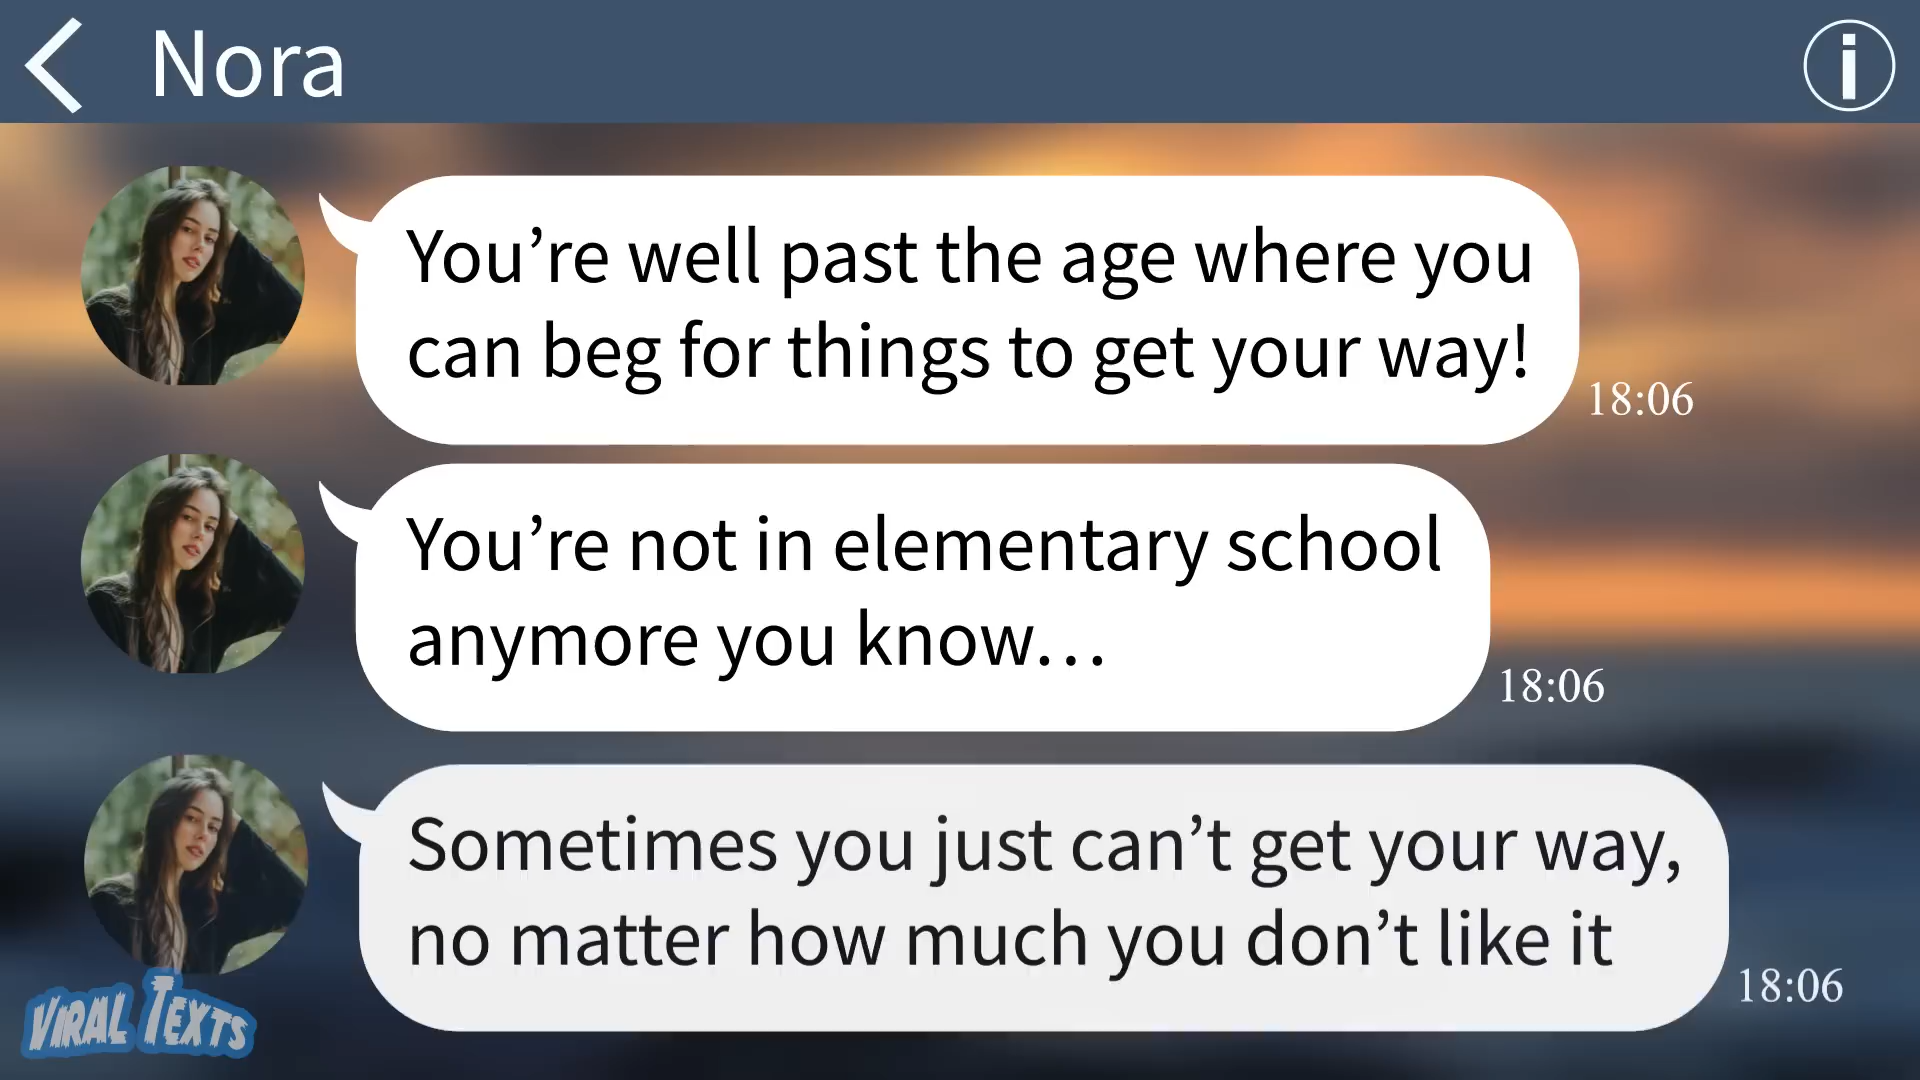 Nora
You’re well past the age where you
can beg for things to get your way!
18:06
You’re not in elementary school
anymore you know…
18:06
Sometimes you just can’t get your way,
no matter how much you don’t like it
18:06
VIRAL TEXTS